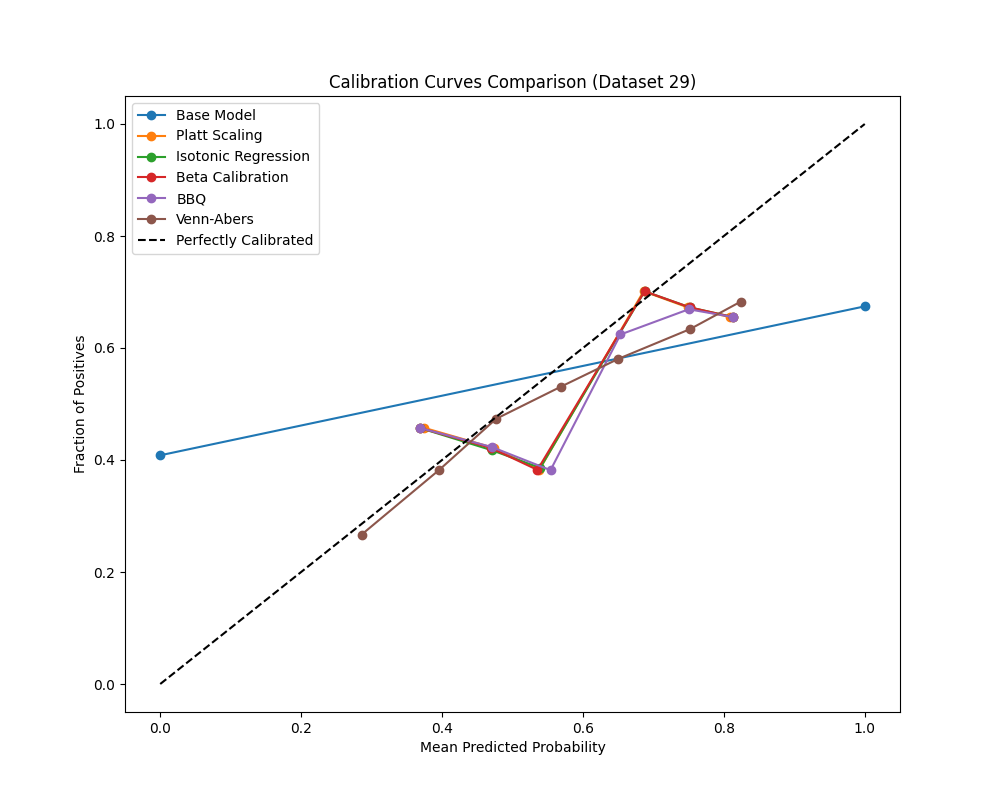 Calibration Curves Comparison (Dataset 29)
Base Model
Platt Scaling
Isotonic Regression
Beta Calibration
BBQ
Venn-Abers
Perfectly Calibrated
Fraction of Positives
1.0
0.8
0.6
0.4
0.2
0.0
0.0 0.2 0.4 0.6 0.8 1.0
Mean Predicted Probability